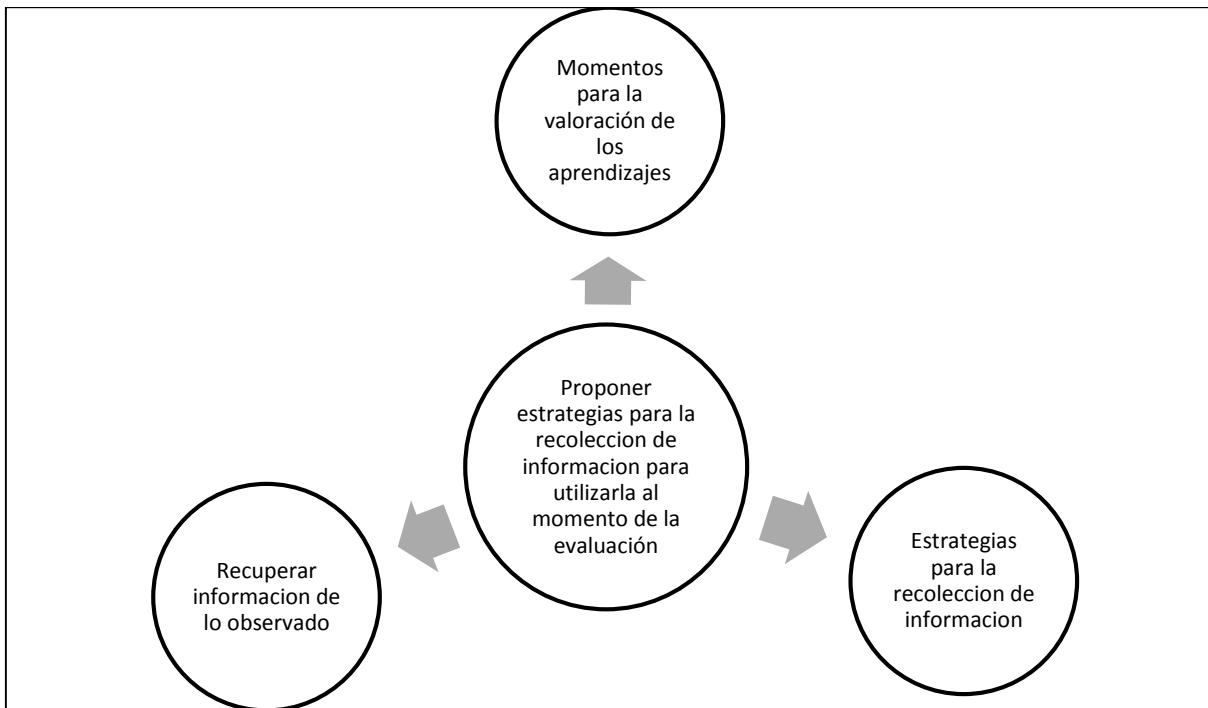 Momentos
para la
valoración de
los
aprendizajes
Proponer
estrategias para la
recoleccion de
informacion para
utilizarla al
momento de la
evaluación
Recuperar
informacion de
lo observado
Estrategias
para la
recoleccion de
informacion